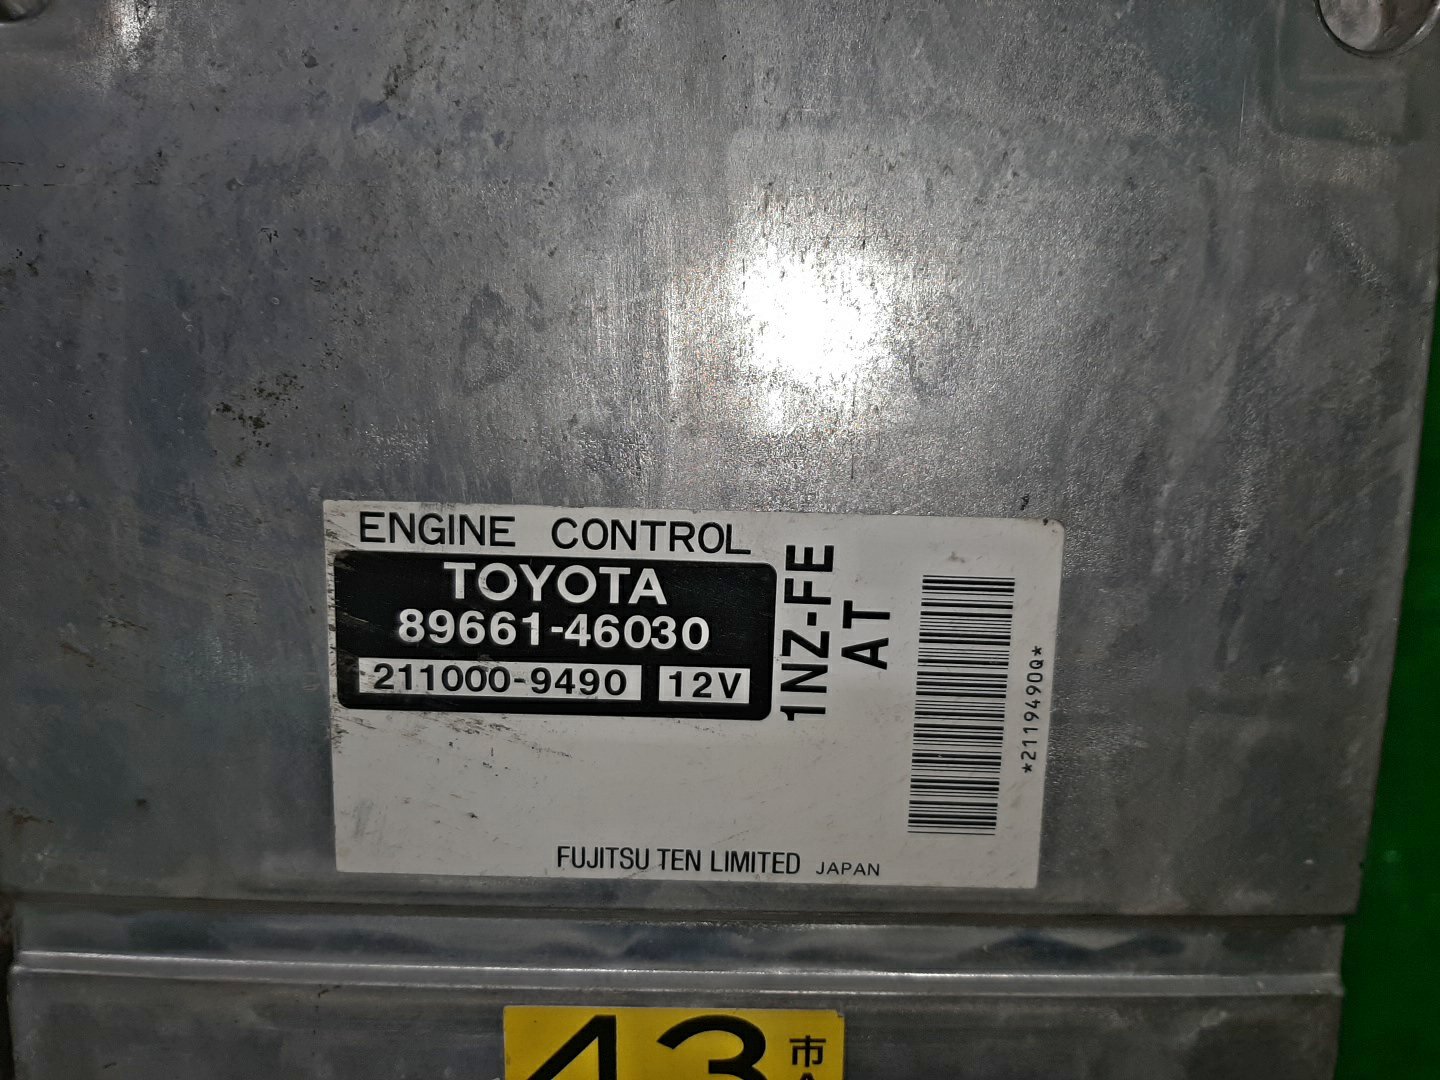 ENGINE CONTROL
TOYOTA
89661-46030
211000-9490 12V
1NZ-FE
AT
*2119490Q*
FUJITSU TEN LIMITED JAPAN
43 市